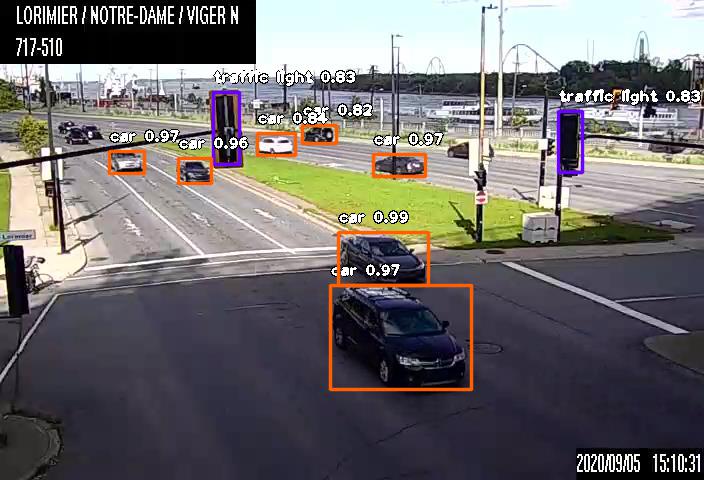 LORIMIER / NOTRE-DAME / VIGER N
717-510
traffic light 0.83
car 0.82
car 0.84
traffic light 0.83
car 0.97
car 0.96
car 0.97
car 0.99
Lorimier
car 0.97
2020/09/05 15:10:31